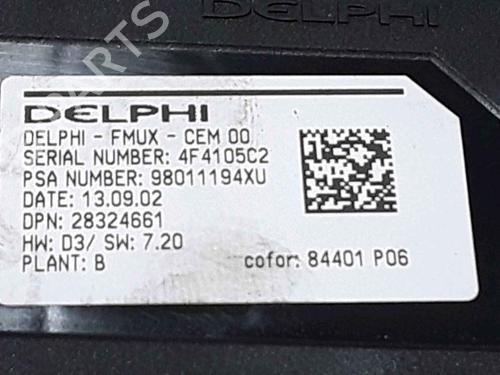 DELPHI
PARTS
DELPHI
DELPHI - FMUX - CEM 00
SERIAL NUMBER: 4F4105C2
PSA NUMBER: 98011194XU
DATE: 13.09.02
DPN: 28324661
HW: D3/ SW: 7.20
PLANT: B
cofor: 84401 P06